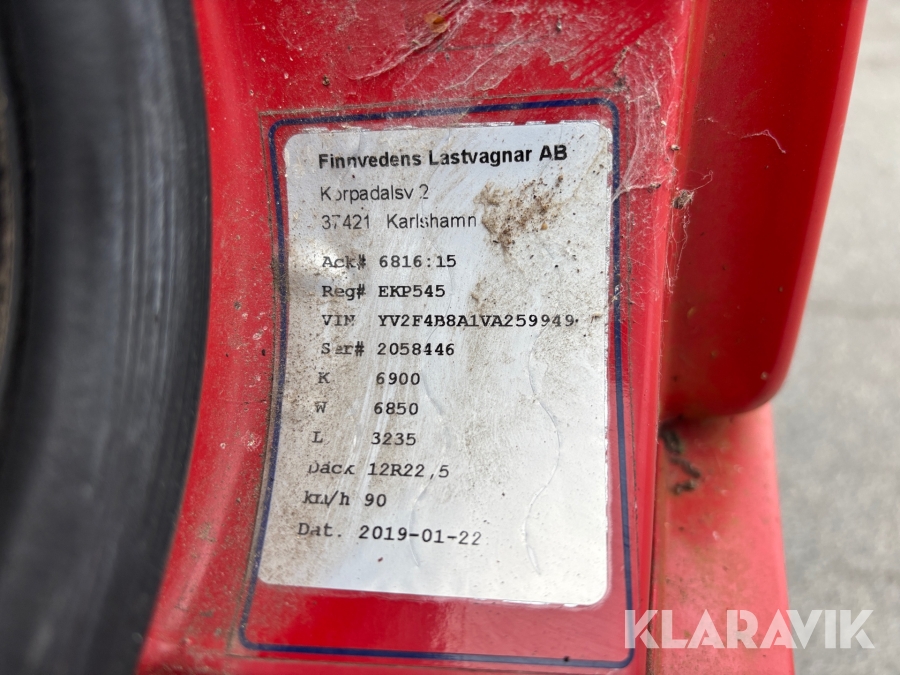 Finnvedens Lastvagnar AB
Korpadalsv 2
37421 Karlshamn
Ack# 6816:15
Reg# EKP545
VIN YV2F4B8A1VA259949
Ser# 2058446
K 6900
W 6850
L 3235
Däck 12R22,5
km/h 90
Dat. 2019-01-22
KLARAVIK